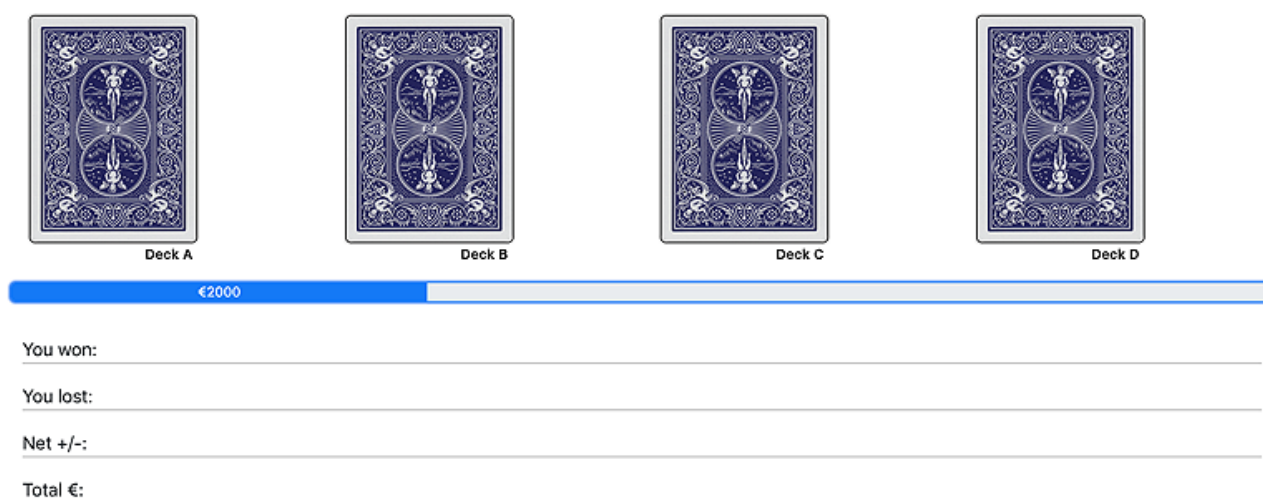 Deck A Deck B Deck C Deck D
€2000
You won:
You lost:
Net +/-:
Total €: